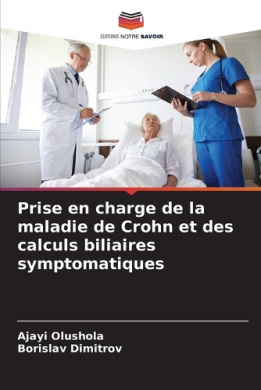 EDITIONS NOTRE SAVOIR
Prise en charge de la
maladie de Crohn et des
calculs biliaires
symptomatiques
Ajayi Olushola
Borislav Dimitrov